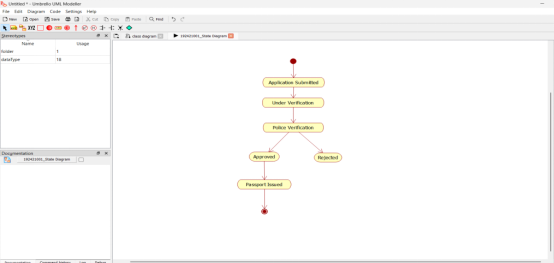 Untitled * - Umbrello UML Modeller
File Edit Diagram Code Settings Help
New Open Save Cut Copy Paste Find
Stereotypes
class diagram
Name Usage
folder 1
dataType 18
Application Submitted
Under Verification
Police Verification
Approved
Rejected
Passport Issued
Documentation